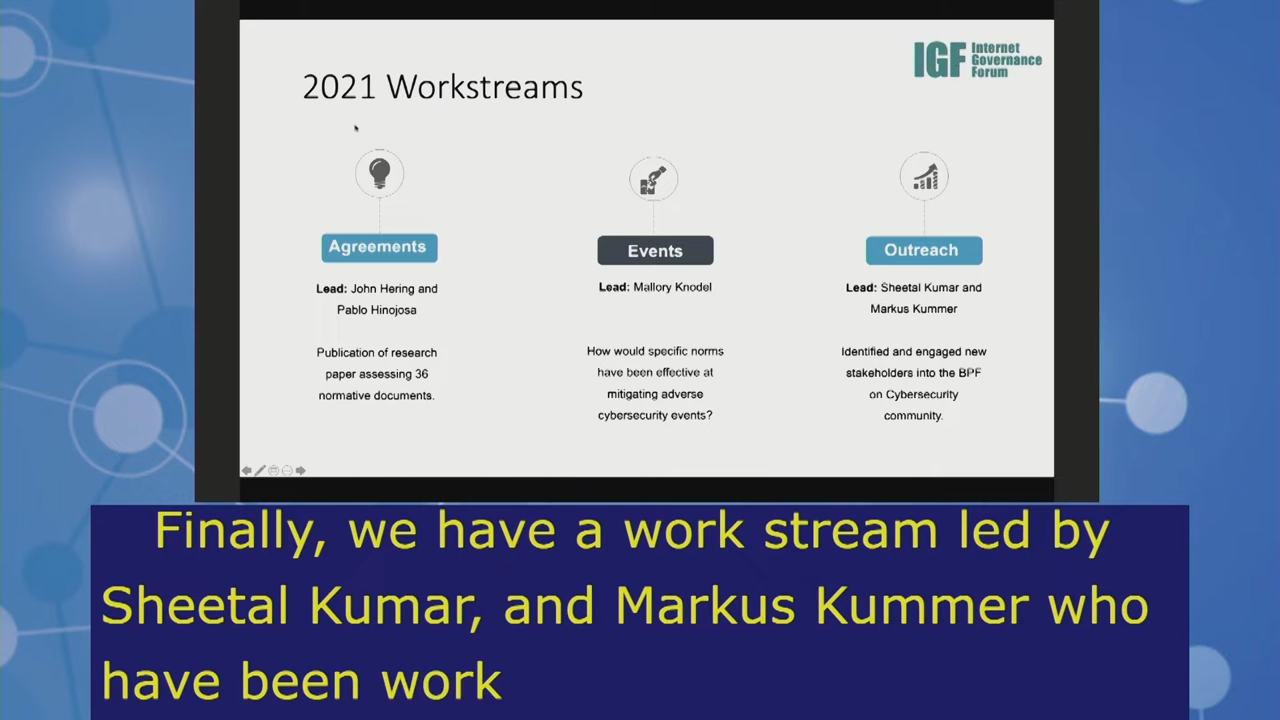 2021 Workstreams
IGF
Internet
Governance
Forum
Agreements
Lead: John Hering and
Pablo Hinojosa
Publication of research
paper assessing 36
normative documents.
Events
Lead: Mallory Knodel
How would specific norms
have been effective at
mitigating adverse
cybersecurity events?
Outreach
Lead: Sheetal Kumar and
Markus Kummer
Identified and engaged new
stakeholders into the BPF
on Cybersecurity
community.
Finally, we have a work stream led by
Sheetal Kumar, and Markus Kummer who
have been work